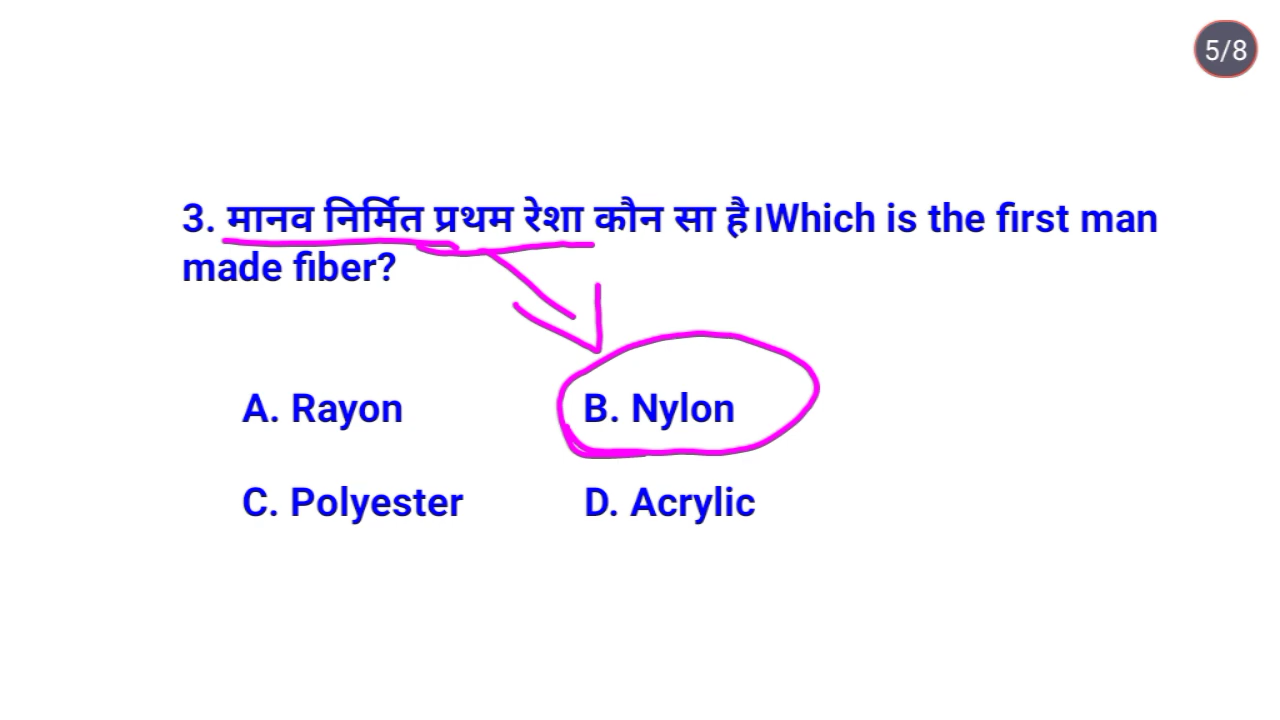 5/8
3. मानव निर्मित प्रथम रेशा कौन सा है।Which is the first man
made fiber?
A. Rayon B. Nylon
C. Polyester D. Acrylic